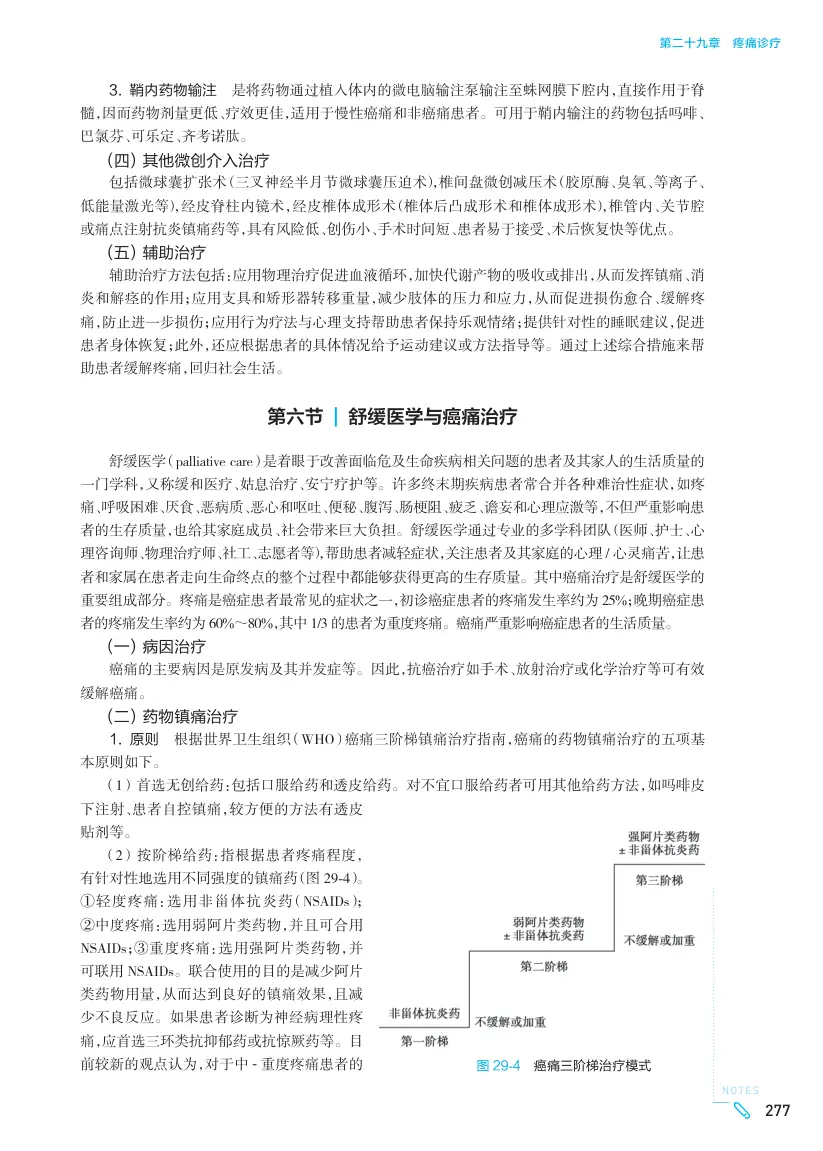 第二十九章 疼痛诊疗
3. 鞘内药物输注 是将药物通过植入体内的微电脑输注泵输注至蛛网膜下腔内,直接作用于脊
髓,因而药物剂量更低、疗效更佳,适用于慢性癌痛和非癌痛患者。可用于鞘内输注的药物包括吗啡、
巴氯芬、可乐定、齐考诺肽。
(四)其他微创介入治疗
包括微球囊扩张术(三叉神经半月节微球囊压迫术),椎间盘微创减压术(胶原酶、臭氧、等离子、
低能量激光等),经皮脊柱内镜术,经皮椎体成形术(椎体后凸成形术和椎体成形术),椎管内、关节腔
或痛点注射抗炎镇痛药等,具有风险低、创伤小、手术时间短、患者易于接受、术后恢复快等优点。
(五)辅助治疗
辅助治疗方法包括:应用物理治疗促进血液循环,加快代谢产物的吸收或排出,从而发挥镇痛、消
炎和解痉的作用;应用支具和矫形器转移重量,减少肢体的压力和应力,从而促进损伤愈合、缓解疼
痛,防止进一步损伤;应用行为疗法与心理支持帮助患者保持乐观情绪;提供针对性的睡眠建议,促进
患者身体恢复;此外,还应根据患者的具体情况给予运动建议或方法指导等。通过上述综合措施来帮
助患者缓解疼痛,回归社会生活。
第六节 | 舒缓医学与癌痛治疗
舒缓医学(palliative care)是着眼于改善面临危及生命疾病相关问题的患者及其家人的生活质量的
一门学科,又称缓和医疗、姑息治疗、安宁疗护等。许多终末期疾病患者常合并各种难治性症状,如疼
痛、呼吸困难、厌食、恶病质、恶心和呕吐、便秘、腹泻、肠梗阻、疲乏、谵妄和心理应激等,不但严重影响患
者的生存质量,也给其家庭成员、社会带来巨大负担。舒缓医学通过专业的多学科团队(医师、护士、心
理咨询师、物理治疗师、社工、志愿者等),帮助患者减轻症状,关注患者及其家庭的心理/心灵痛苦,让患
者和家属在患者走向生命终点的整个过程中都能够获得更高的生存质量。其中癌痛治疗是舒缓医学的
重要组成部分。疼痛是癌症患者最常见的症状之一,初诊癌症患者的疼痛发生率约为 25%;晚期癌症患
者的疼痛发生率约为 60%～80%,其中 1/3 的患者为重度疼痛。癌痛严重影响癌症患者的生活质量。
(一)病因治疗
癌痛的主要病因是原发病及其并发症等。因此,抗癌治疗如手术、放射治疗或化学治疗等可有效
缓解癌痛。
(二)药物镇痛治疗
1. 原则 根据世界卫生组织(WHO)癌痛三阶梯镇痛治疗指南,癌痛的药物镇痛治疗的五项基
本原则如下。
(1)首选无创给药:包括口服给药和透皮给药。对不宜口服给药者可用其他给药方法,如吗啡皮
下注射、患者自控镇痛,较方便的方法有透皮
贴剂等。
(2)按阶梯给药:指根据患者疼痛程度,
有针对性地选用不同强度的镇痛药(图 29-4)。
①轻度疼痛:选用非甾体抗炎药(NSAIDs);
②中度疼痛:选用弱阿片类药物,并且可合用
NSAIDs;③重度疼痛:选用强阿片类药物,并
可联用 NSAIDs。联合使用的目的是减少阿片
类药物用量,从而达到良好的镇痛效果,且减
少不良反应。如果患者诊断为神经病理性疼
痛,应首选三环类抗抑郁药或抗惊厥药等。目
前较新的观点认为,对于中 - 重度疼痛患者的
强阿片类药物
± 非甾体抗炎药
第三阶梯
弱阿片类药物
± 非甾体抗炎药
不缓解或加重
第二阶梯
非甾体抗炎药
不缓解或加重
第一阶梯
图 29-4 癌痛三阶梯治疗模式
NOTES
277